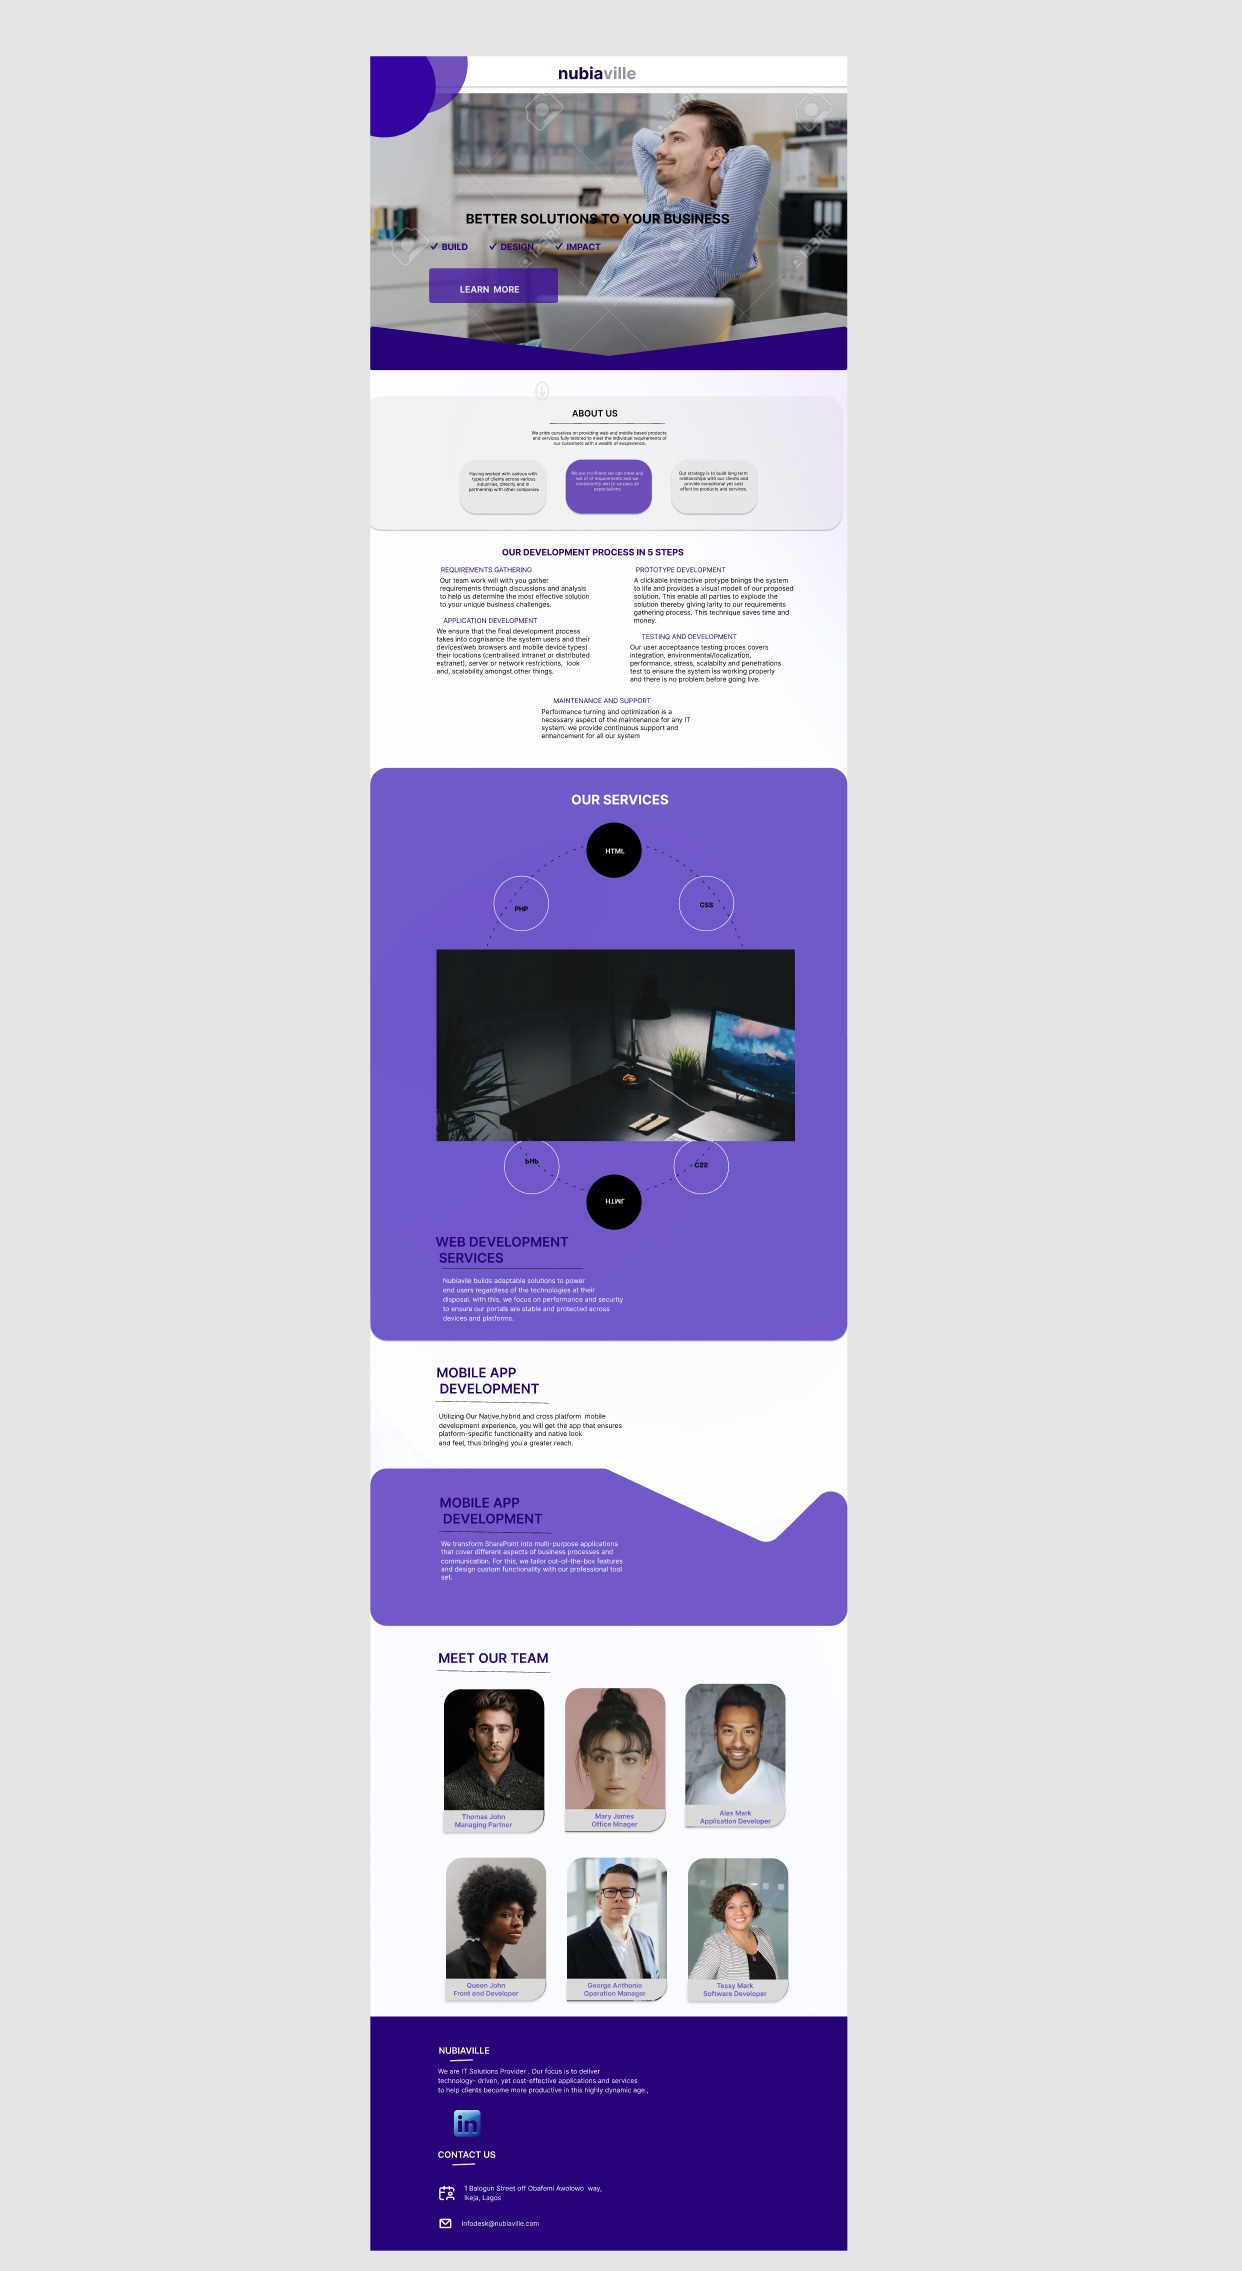 nubiaville
BETTER SOLUTIONS TO YOUR BUSINESS
BUILD DESIGN IMPACT
LEARN MORE
ABOUT US
We pride ourselves on providing web and mobile based products
and services fully tailored to meet the individual requirements of
our customers with a wealth of exsperience.
Having worked with various with
types of clients across various
industries, directly and in
partnership with other companies
We are confident we can meet any
set of of requirements and we
consistently aim to surpass all
expectations
Our strategy is to build long term
relationships with our clients and
provide exceptional yet cost
effective products and services.
OUR DEVELOPMENT PROCESS IN 5 STEPS
REQUIREMENTS GATHERING
Our team work will with you gather
requirements through discussions and analysis
to help us determine the most effective solution
to your unique business challenges.
APPLICATION DEVELOPMENT
We ensure that the final development process
takes into cognisance the system users and their
devices(web browsers and mobile device types)
their locations (centralised intranet or distributed
extranet), server or network restrictions, look
and, scalability amongst other things.
PROTOTYPE DEVELOPMENT
A clickable interactive protype briings the system
to life and provides a visual modell of our proposed
solution. This enable all parties to explode the
solution thereby giving larity to our requirements
gathering process. This technique saves time and
money.
TESTING AND DEVELOPMENT
Our user acceptaance testing proces covers
integration, environmental/localization,
performance, stress, scalabilty and penetrations
test to ensure the system iss working properly
and there is no problem before going live.
MAINTENANCE AND SUPPORT
Performance turning and optimization is a
necessary aspect of the maintenance for any IT
system. we provide continuous support and
enhancement for all our system
OUR SERVICES
HTML
PHP
CSS
PHP
CSS
HTML
WEB DEVELOPMENT
SERVICES
Nubiavile builds adaptable solutions to power
end users regardless of the technologies at their
disposal. with this, we focus on performance and security
to ensure our portals are stable and protected across
devices and platforms.
MOBILE APP
DEVELOPMENT
Utilizing Our Native,hybrid and cross platform mobile
development experience, you will get the app that ensures
platform-specific functionality and native look
and feel, thus bringing you a greater reach.
MOBILE APP
DEVELOPMENT
We transform SharePoint into multi-purpose applications
that cover different aspects of business processes and
communication. For this, we tailor out-of-the-box features
and design custom functionality with our professional tool
set.
MEET OUR TEAM
Thomas John
Managing Partner
Mary James
Office Mnager
Alex Mark
Application Developer
Queen John
Front end Developer
George Anthonio
Operation Manager
Tessy Mark
Software Developer
NUBIAVILLE
We are IT Solutions Provider . Our focus is to deliver
technology- driven, yet cost-effective applications and services
to help clients become more productive in this highly dynamic age.,
in
CONTACT US
1 Balogun Street off Obafemi Awolowo way,
Ikeja, Lagos
infodesk@nubiaville.com